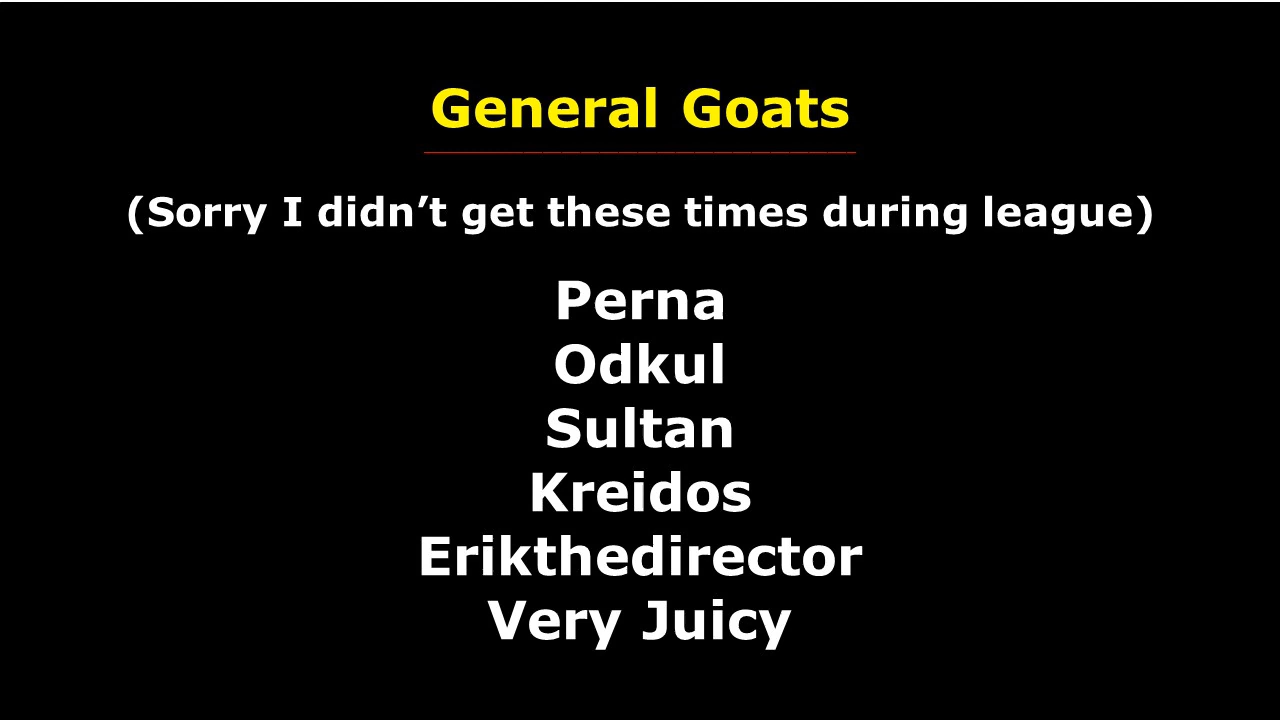 General Goats
(Sorry I didn’t get these times during league)
Perna
Odkul
Sultan
Kreidos
Erikthedirector
Very Juicy